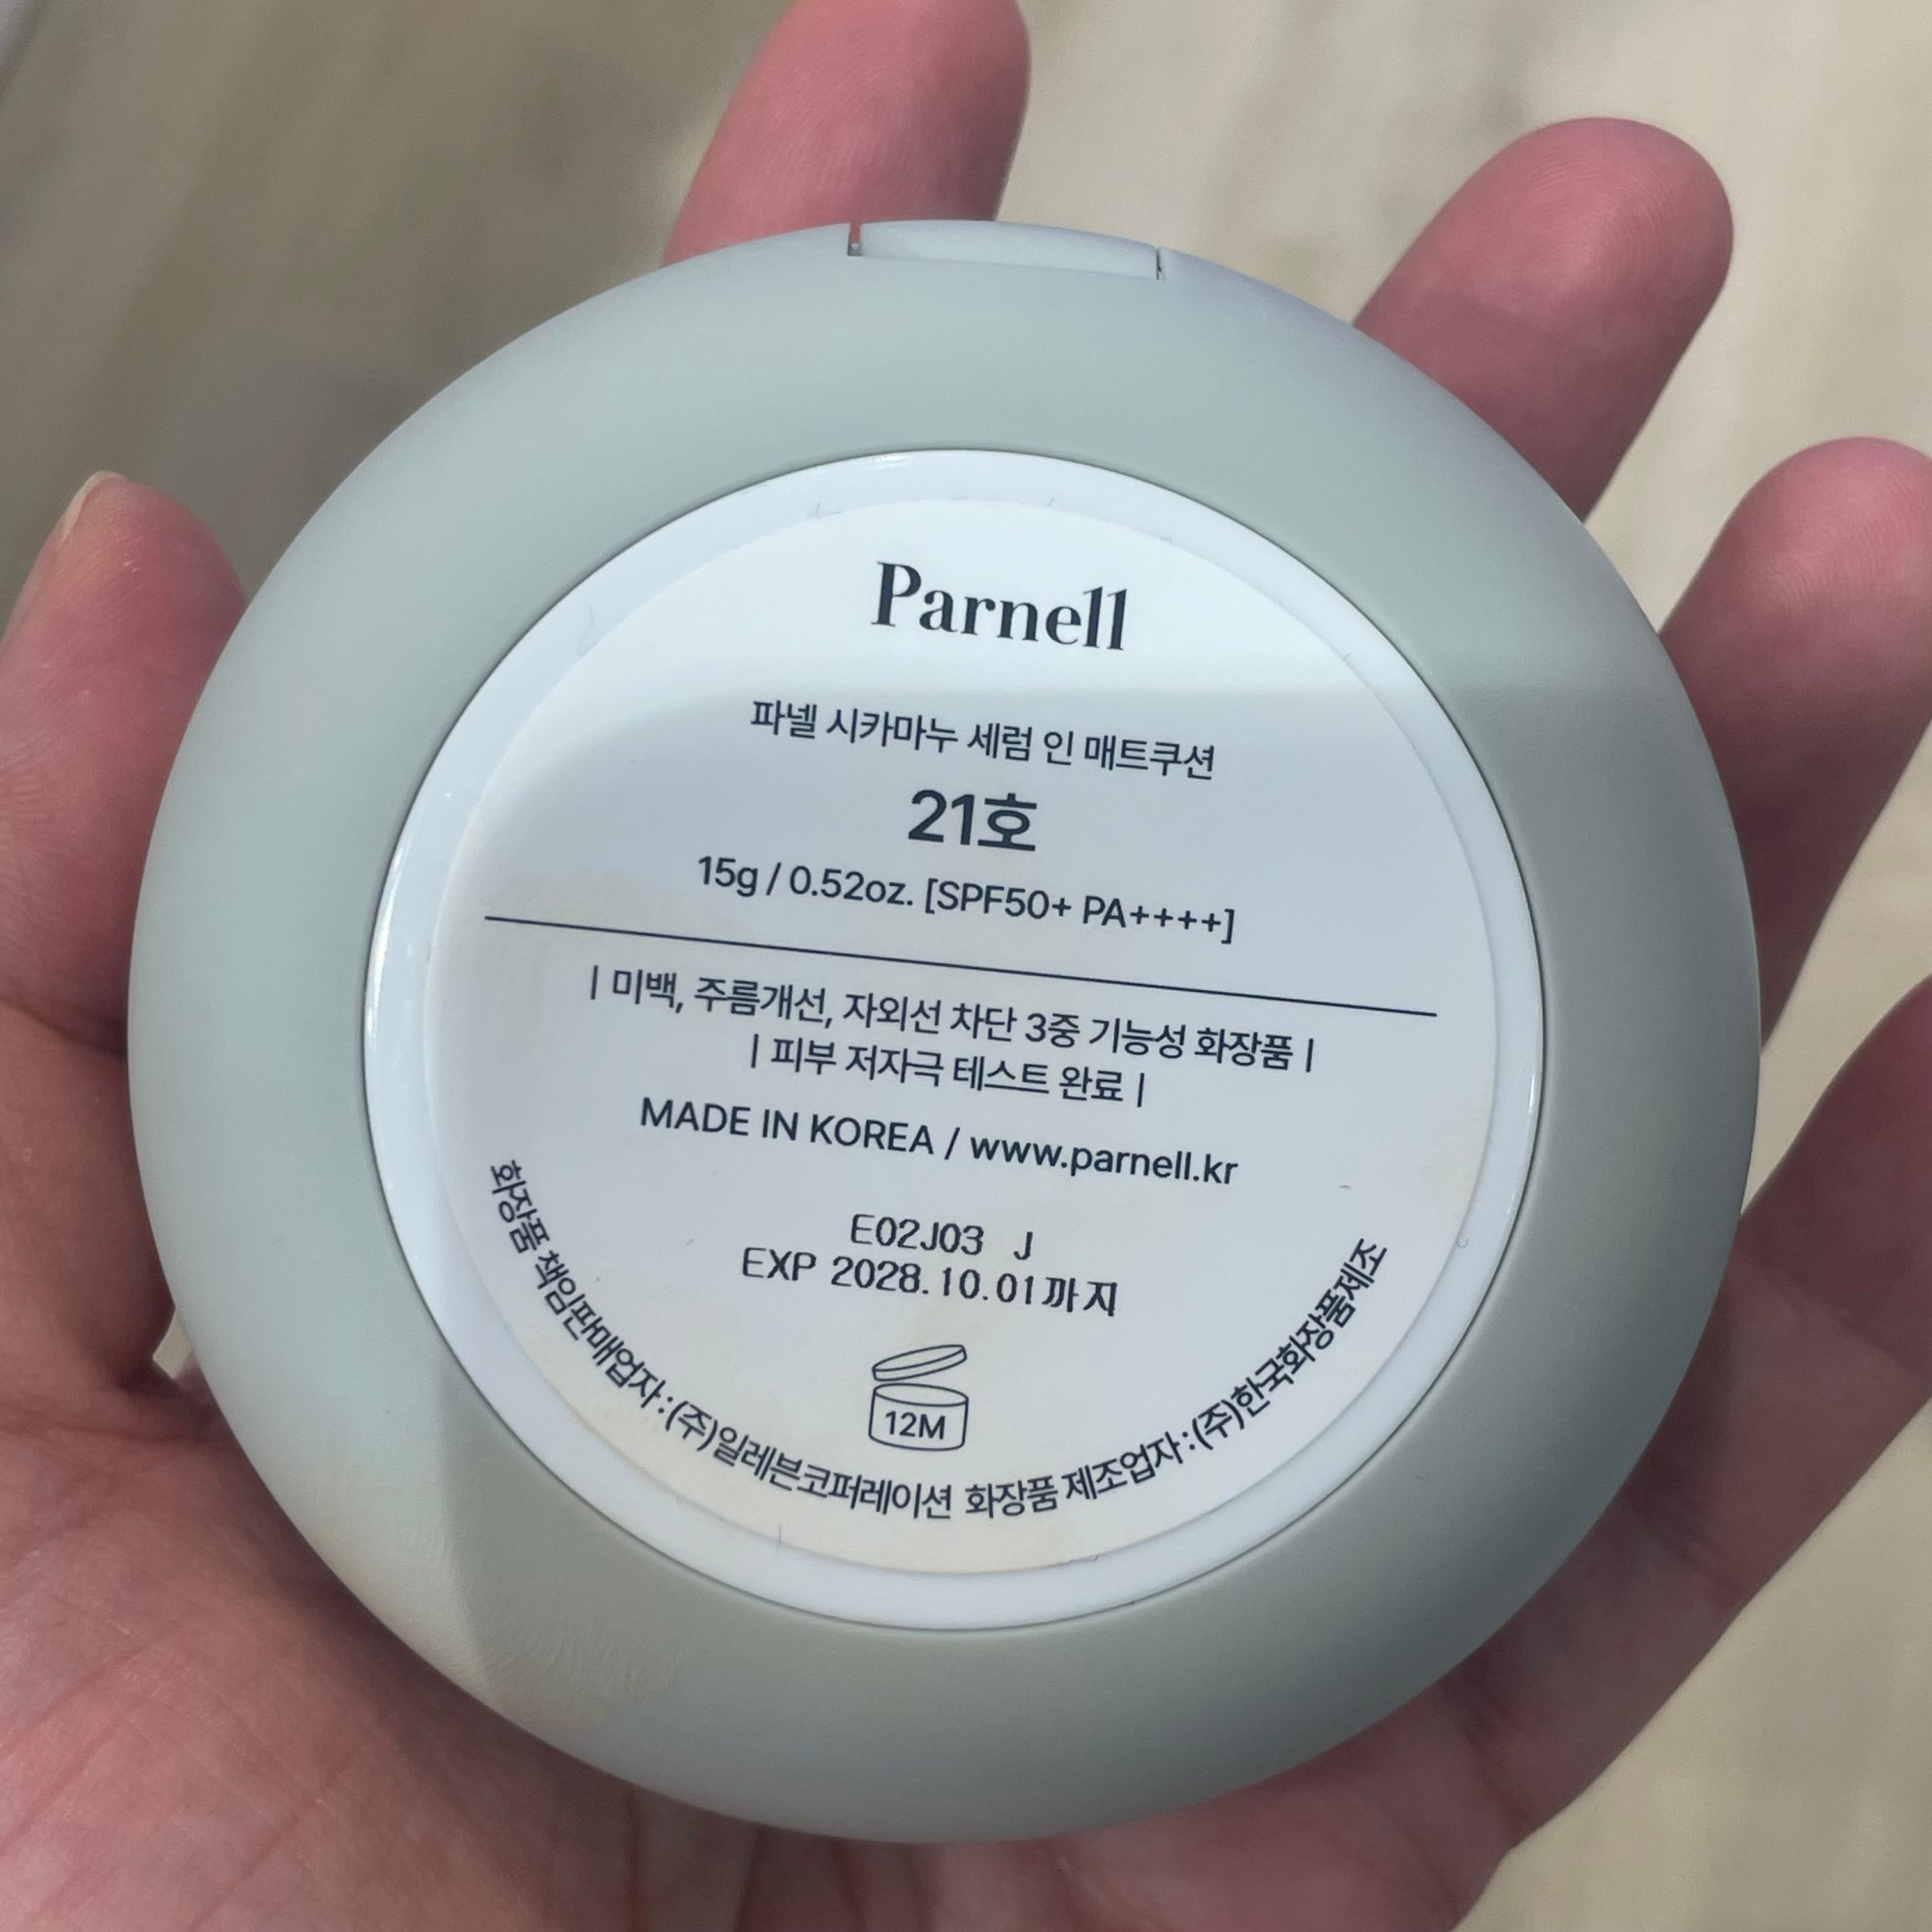 Parnell
파넬 시카마누 세럼 인 매트쿠션
21호
15g / 0.52oz. [SPF50+ PA++++]
| 미백, 주름개선, 자외선 차단 3중 기능성 화장품 |
| 피부 저자극 테스트 완료 |
MADE IN KOREA / www.parnell.kr
E02J03 J
EXP 2028.10.01까지
12M
화장품 책임판매업자 : (주)일레븐코퍼레이션 화장품 제조업자 : (주)한국화장품제조